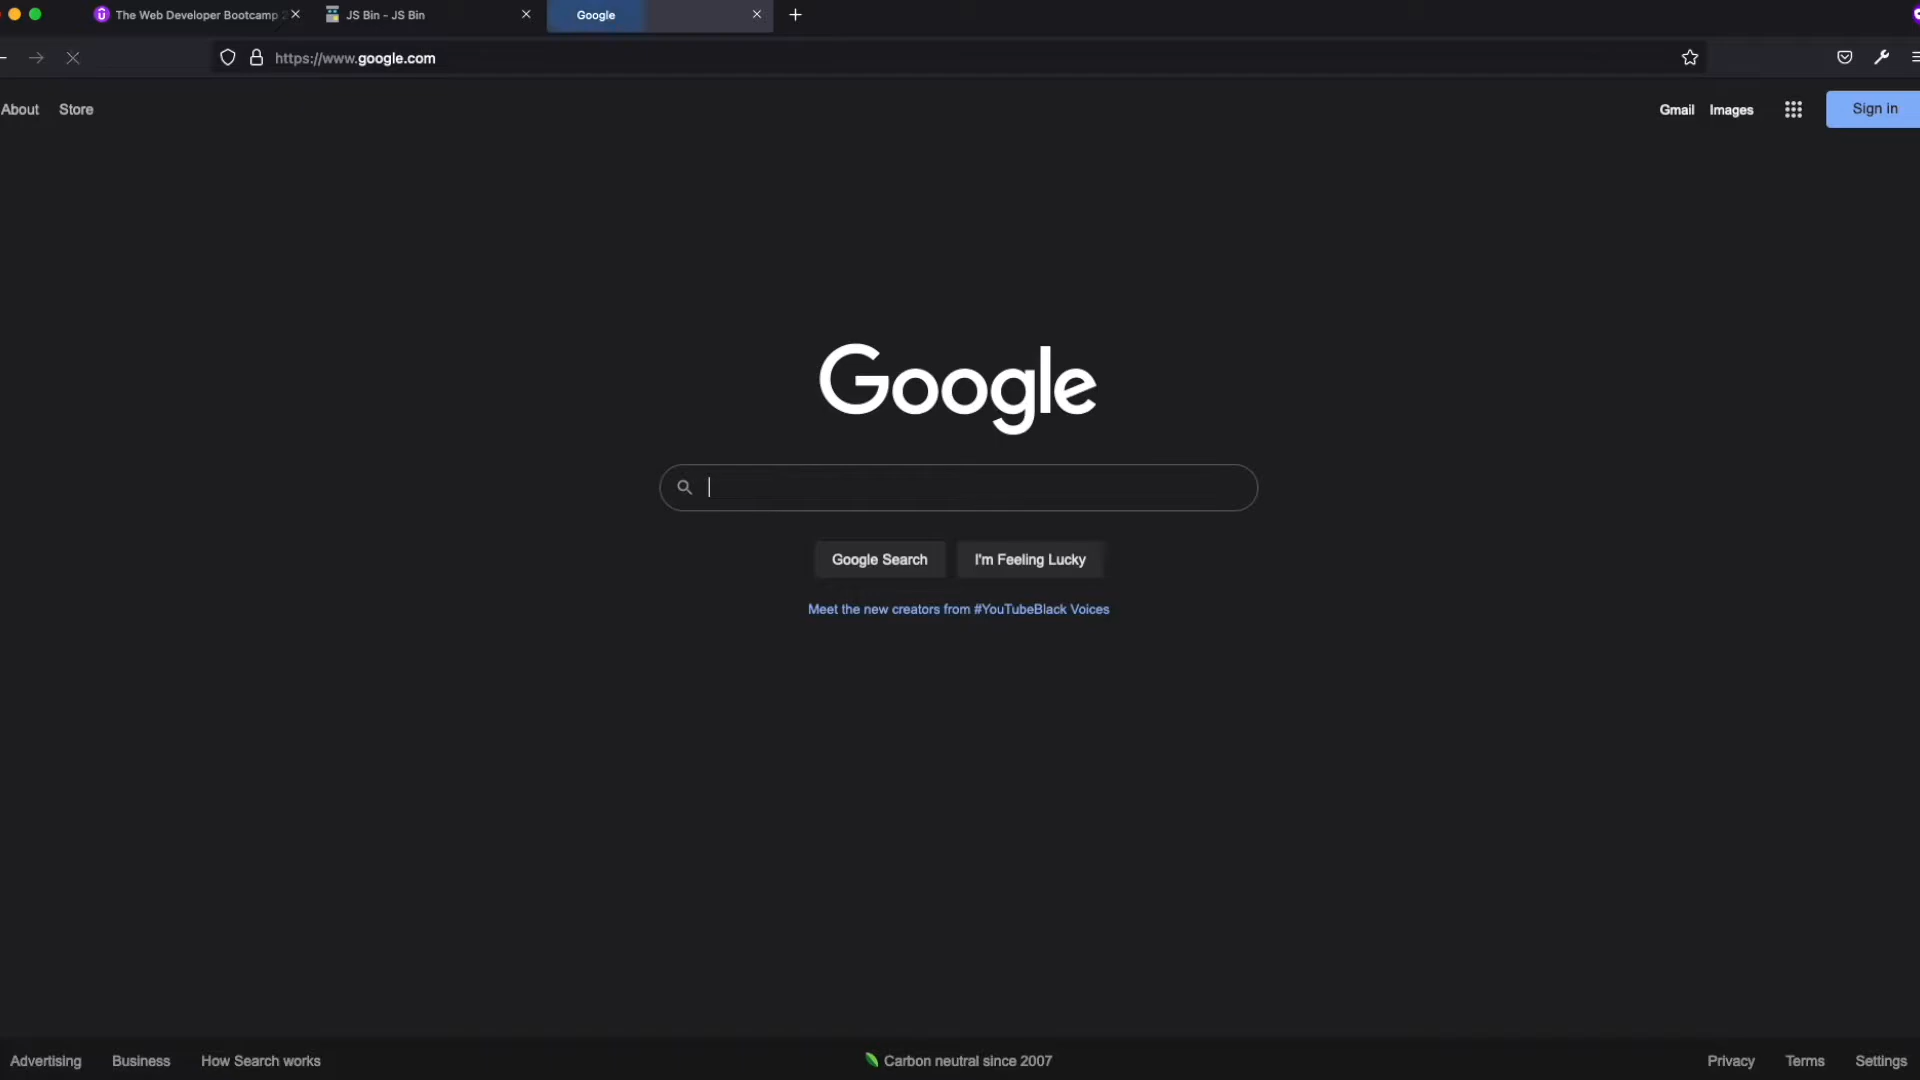 The Web Developer Bootcamp
JS Bin - JS Bin
Google
https://www.google.com
About
Store
Gmail
Images
Sign in
Google
Google Search
I'm Feeling Lucky
Meet the new creators from #YouTubeBlack Voices
Advertising
Business
How Search works
Carbon neutral since 2007
Privacy
Terms
Settings